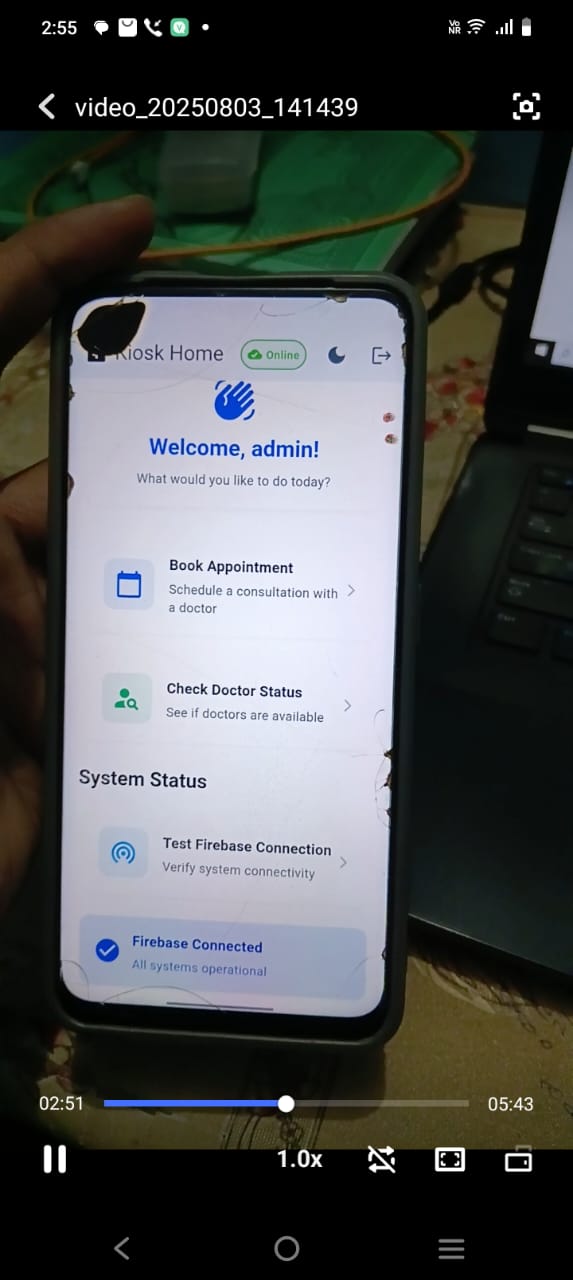 2:55
Vo
NR
video_20250803_141439
Kiosk Home
Online
Welcome, admin!
What would you like to do today?
Book Appointment
Schedule a consultation with
a doctor
Check Doctor Status
See if doctors are available
System Status
Test Firebase Connection
Verify system connectivity
Firebase Connected
All systems operational
02:51
05:43
1.0x